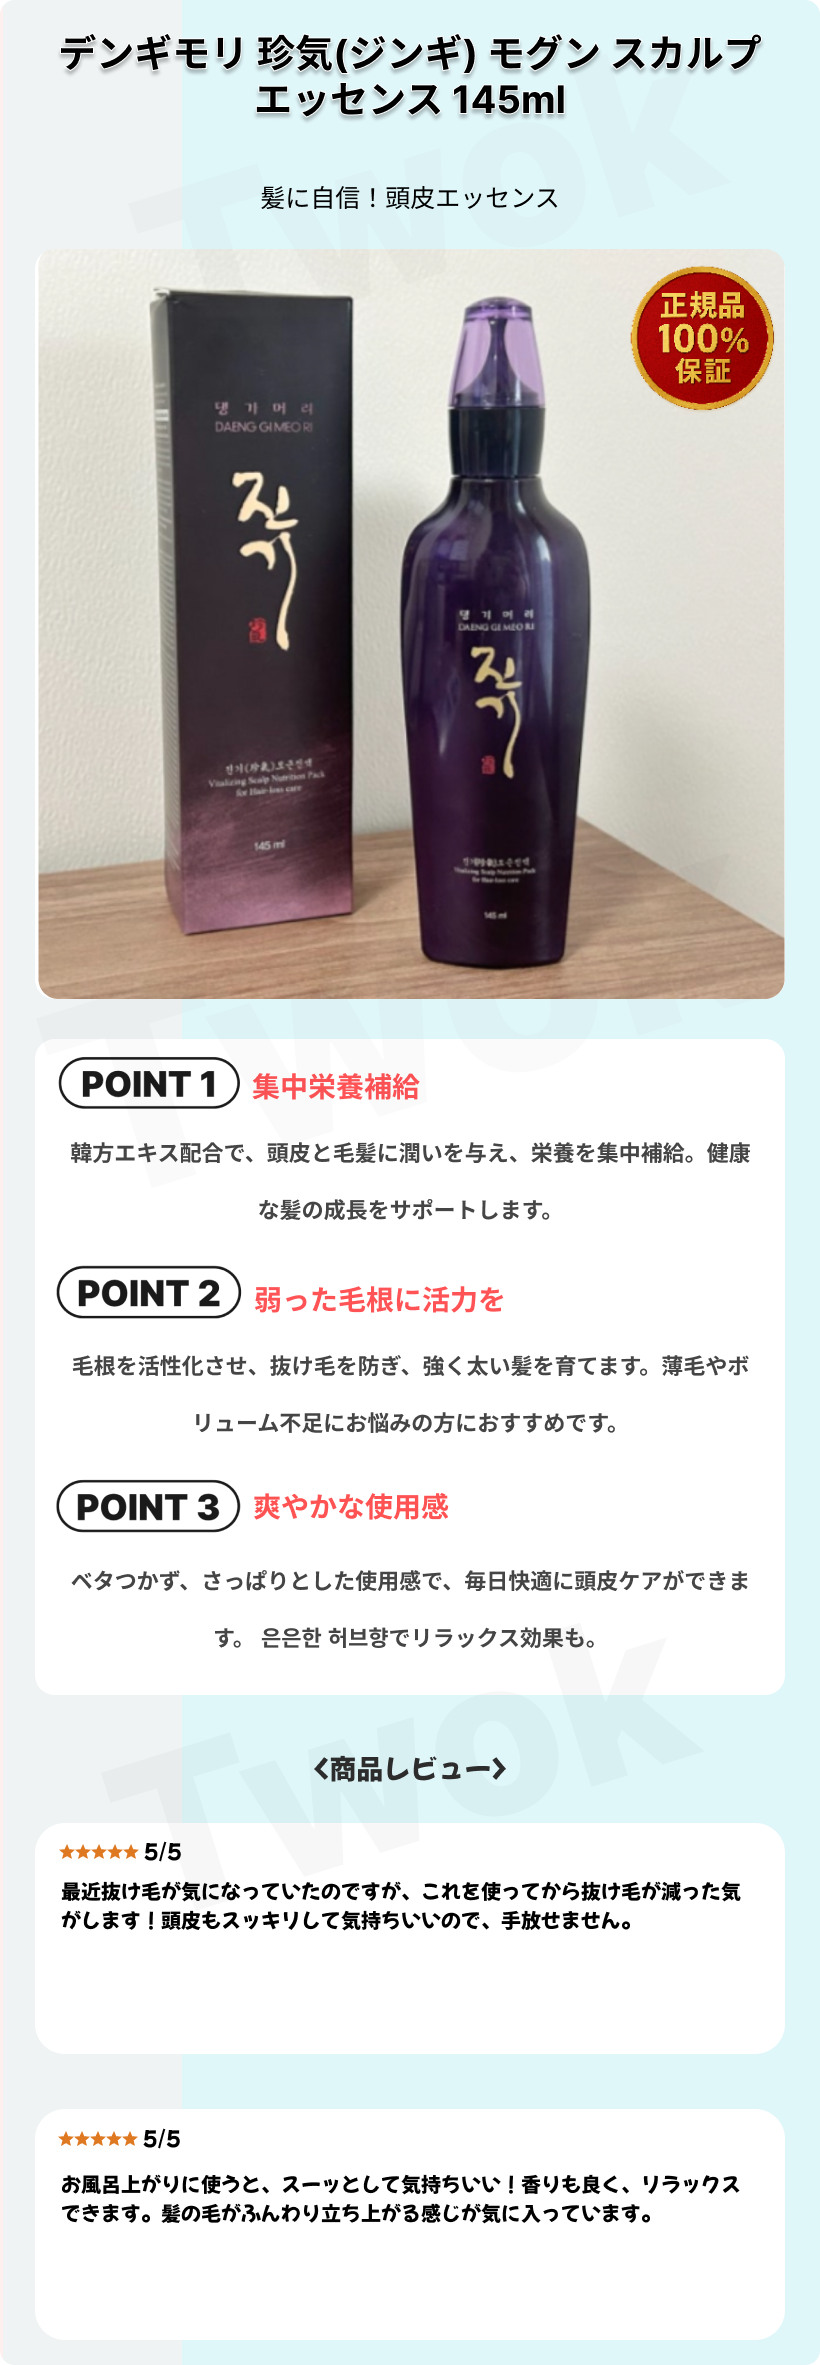 デンギモリ 珍気(ジンギ) モグン スカルプ
エッセンス 145ml
髪に自信！頭皮エッセンス
正規品
100%
保証
댕기머리
DAENG GI MEO RI
진기
진기(珍氣)모근진액
Vitalizing Scalp Nutrition Pack
for Hair-loss care
145 ml
댕기머리
DAENG GI MEO RI
진기
진기(珍氣)모근진액
Vitalizing Scalp Nutrition Pack
for Hair-loss care
145 ml
POINT 1 集中栄養補給
韓方エキス配合で、頭皮と毛髪に潤いを与え、栄養を集中補給。健康
な髪の成長をサポートします。
POINT 2 弱った毛根に活力を
毛根を活性化させ、抜け毛を防ぎ、強く太い髪を育てます。薄毛やボ
リューム不足にお悩みの方におすすめです。
POINT 3 爽やかな使用感
ベタつかず、さっぱりとした使用感で、毎日快適に頭皮ケアができま
す。 은은한 허브향でリラックス効果も。
<商品レビュー>
★★★★★ 5/5
最近抜け毛が気になっていたのですが、これを使ってから抜け毛が減った気
がします！頭皮もスッキリして気持ちいいので、手放せません。
★★★★★ 5/5
お風呂上がりに使うと、スーッとして気持ちいい！香りも良く、リラックス
できます。髪の毛がふんわり立ち上がる感じが気に入っています。
Twok
Twok
Twok